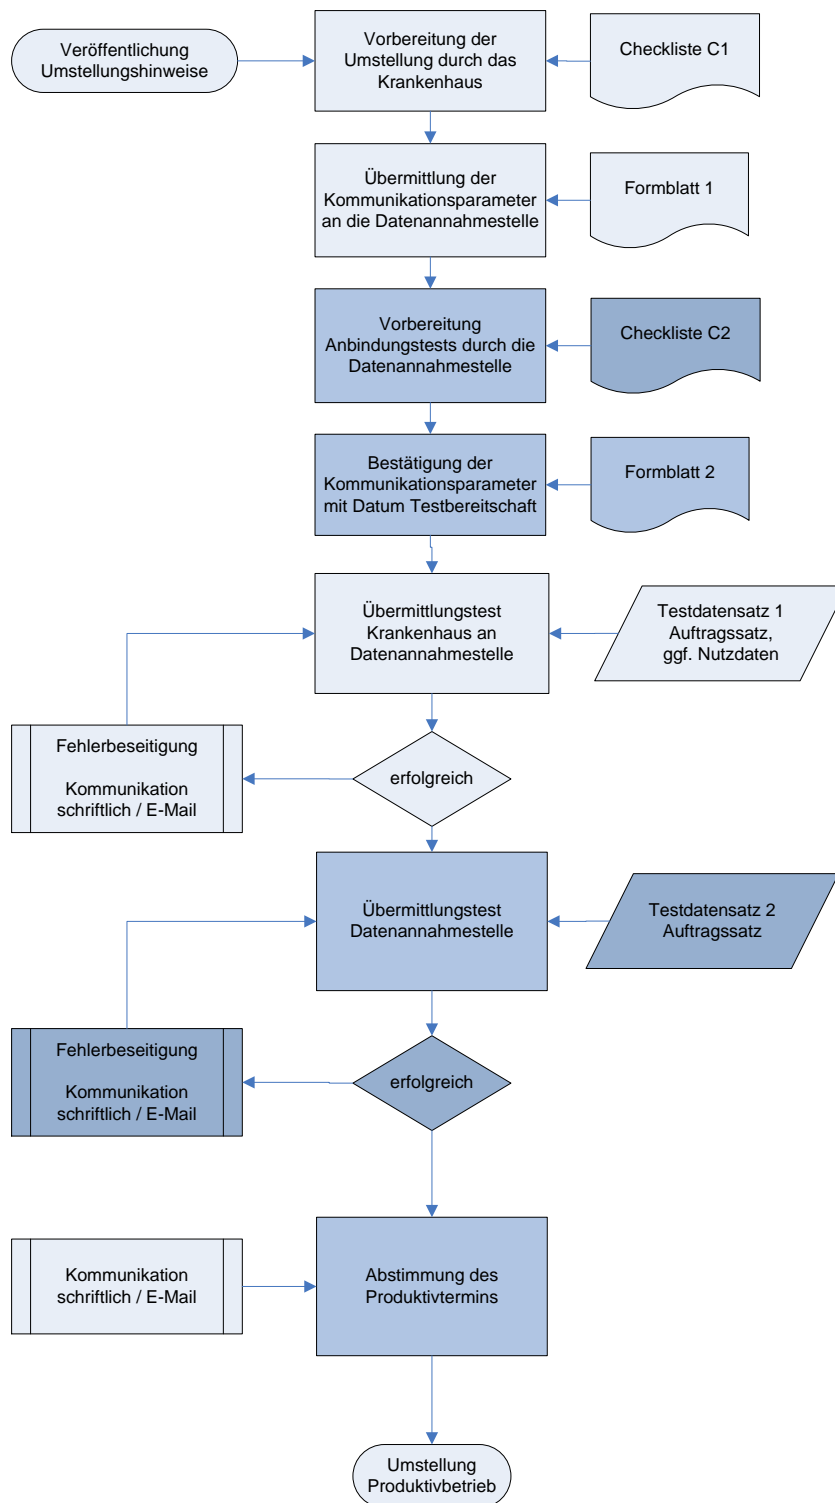 Veröffentlichung
Umstellungshinweise
Vorbereitung der
Umstellung durch das
Krankenhaus
Checkliste C1
Übermittlung der
Kommunikationsparameter
an die Datenannahmestelle
Formblatt 1
Vorbereitung
Anbindungstests durch die
Datenannahmestelle
Checkliste C2
Bestätigung der
Kommunikationsparameter
mit Datum Testbereitschaft
Formblatt 2
Übermittlungstest
Krankenhaus an
Datenannahmestelle
Testdatensatz 1
Auftragssatz,
ggf. Nutzdaten
Fehlerbeseitigung
Kommunikation
schriftlich / E-Mail
erfolgreich
Übermittlungstest
Datenannahmestelle
Testdatensatz 2
Auftragssatz
Fehlerbeseitigung
Kommunikation
schriftlich / E-Mail
erfolgreich
Kommunikation
schriftlich / E-Mail
Abstimmung des
Produktivtermins
Umstellung
Produktivbetrieb